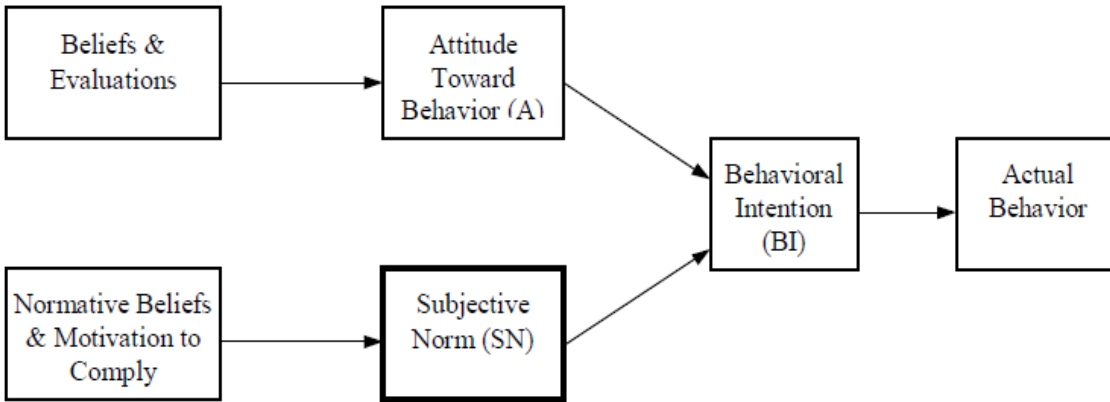 Beliefs &
Evaluations
Attitude
Toward
Behavior (A)
Behavioral
Intention
(BI)
Actual
Behavior
Normative Beliefs
& Motivation to
Comply
Subjective
Norm (SN)